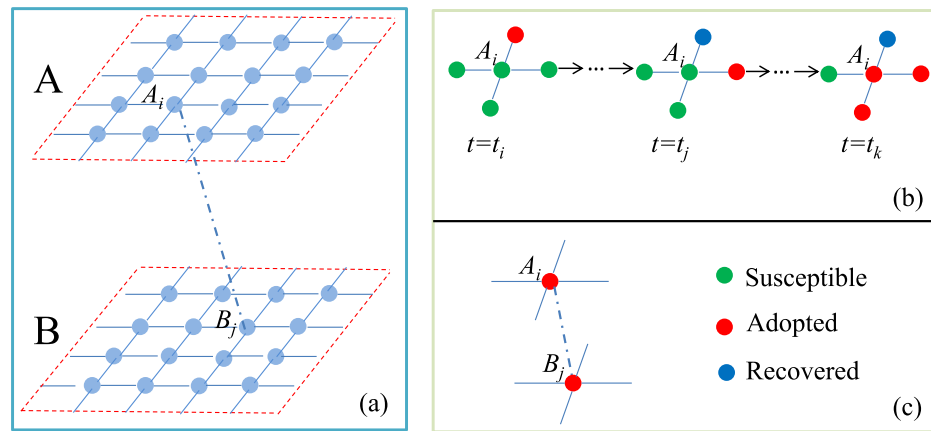 A
A_i
B
B_j
(a)
A_i
A_i
A_i
... 
...
t=t_i
t=t_j
t=t_k
(b)
A_i
B_j
Susceptible
Adopted
Recovered
(c)